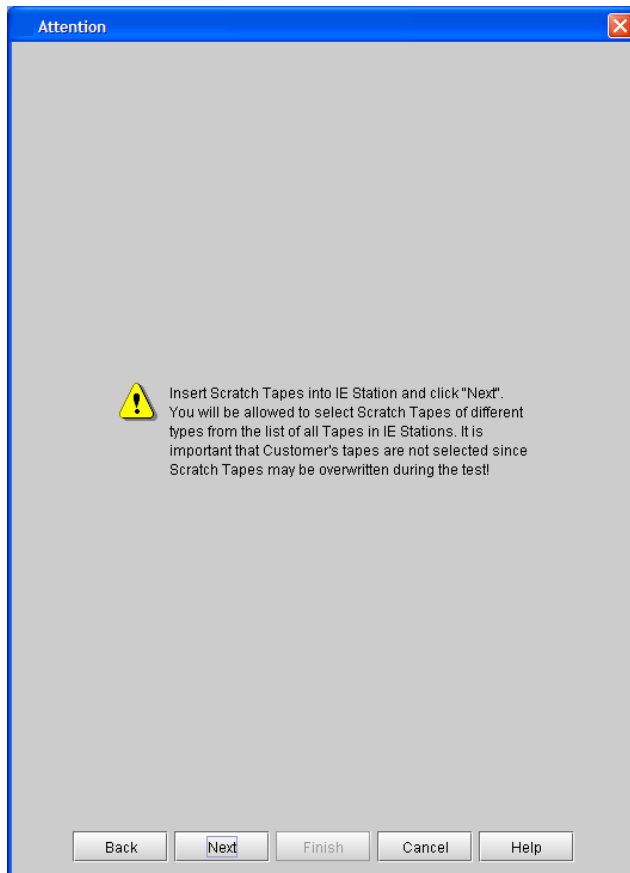 Attention
Insert Scratch Tapes into IE Station and click "Next".
You will be allowed to select Scratch Tapes of different
types from the list of all Tapes in IE Stations. It is
important that Customer's tapes are not selected since
Scratch Tapes may be overwritten during the test!
Back Next Finish Cancel Help